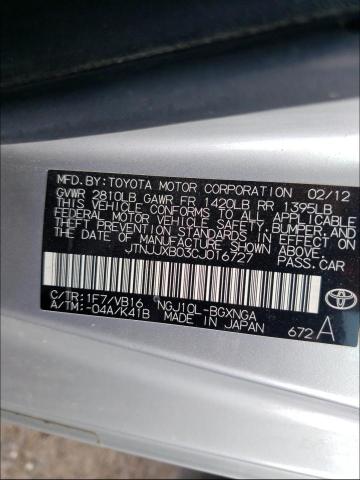 MFD.BY: TOYOTA MOTOR CORPORATION 02/12
GVWR 2810LB GAWR FR 1420LB RR 1395LB
THIS VEHICLE CONFORMS TO ALL APPLICABLE
FEDERAL MOTOR VEHICLE SAFETY, BUMPER, AND
THEFT PREVENTION STANDARDS IN EFFECT ON
THE DATE OF MANUFACTURE SHOWN ABOVE.
JTNJJXB03CJ016727 PASS.CAR
C/TR: 1F7/VB16 NGJ10L-BGXNGA
A/TM: -04A/K41B MADE IN JAPAN
672A
TOYOTA